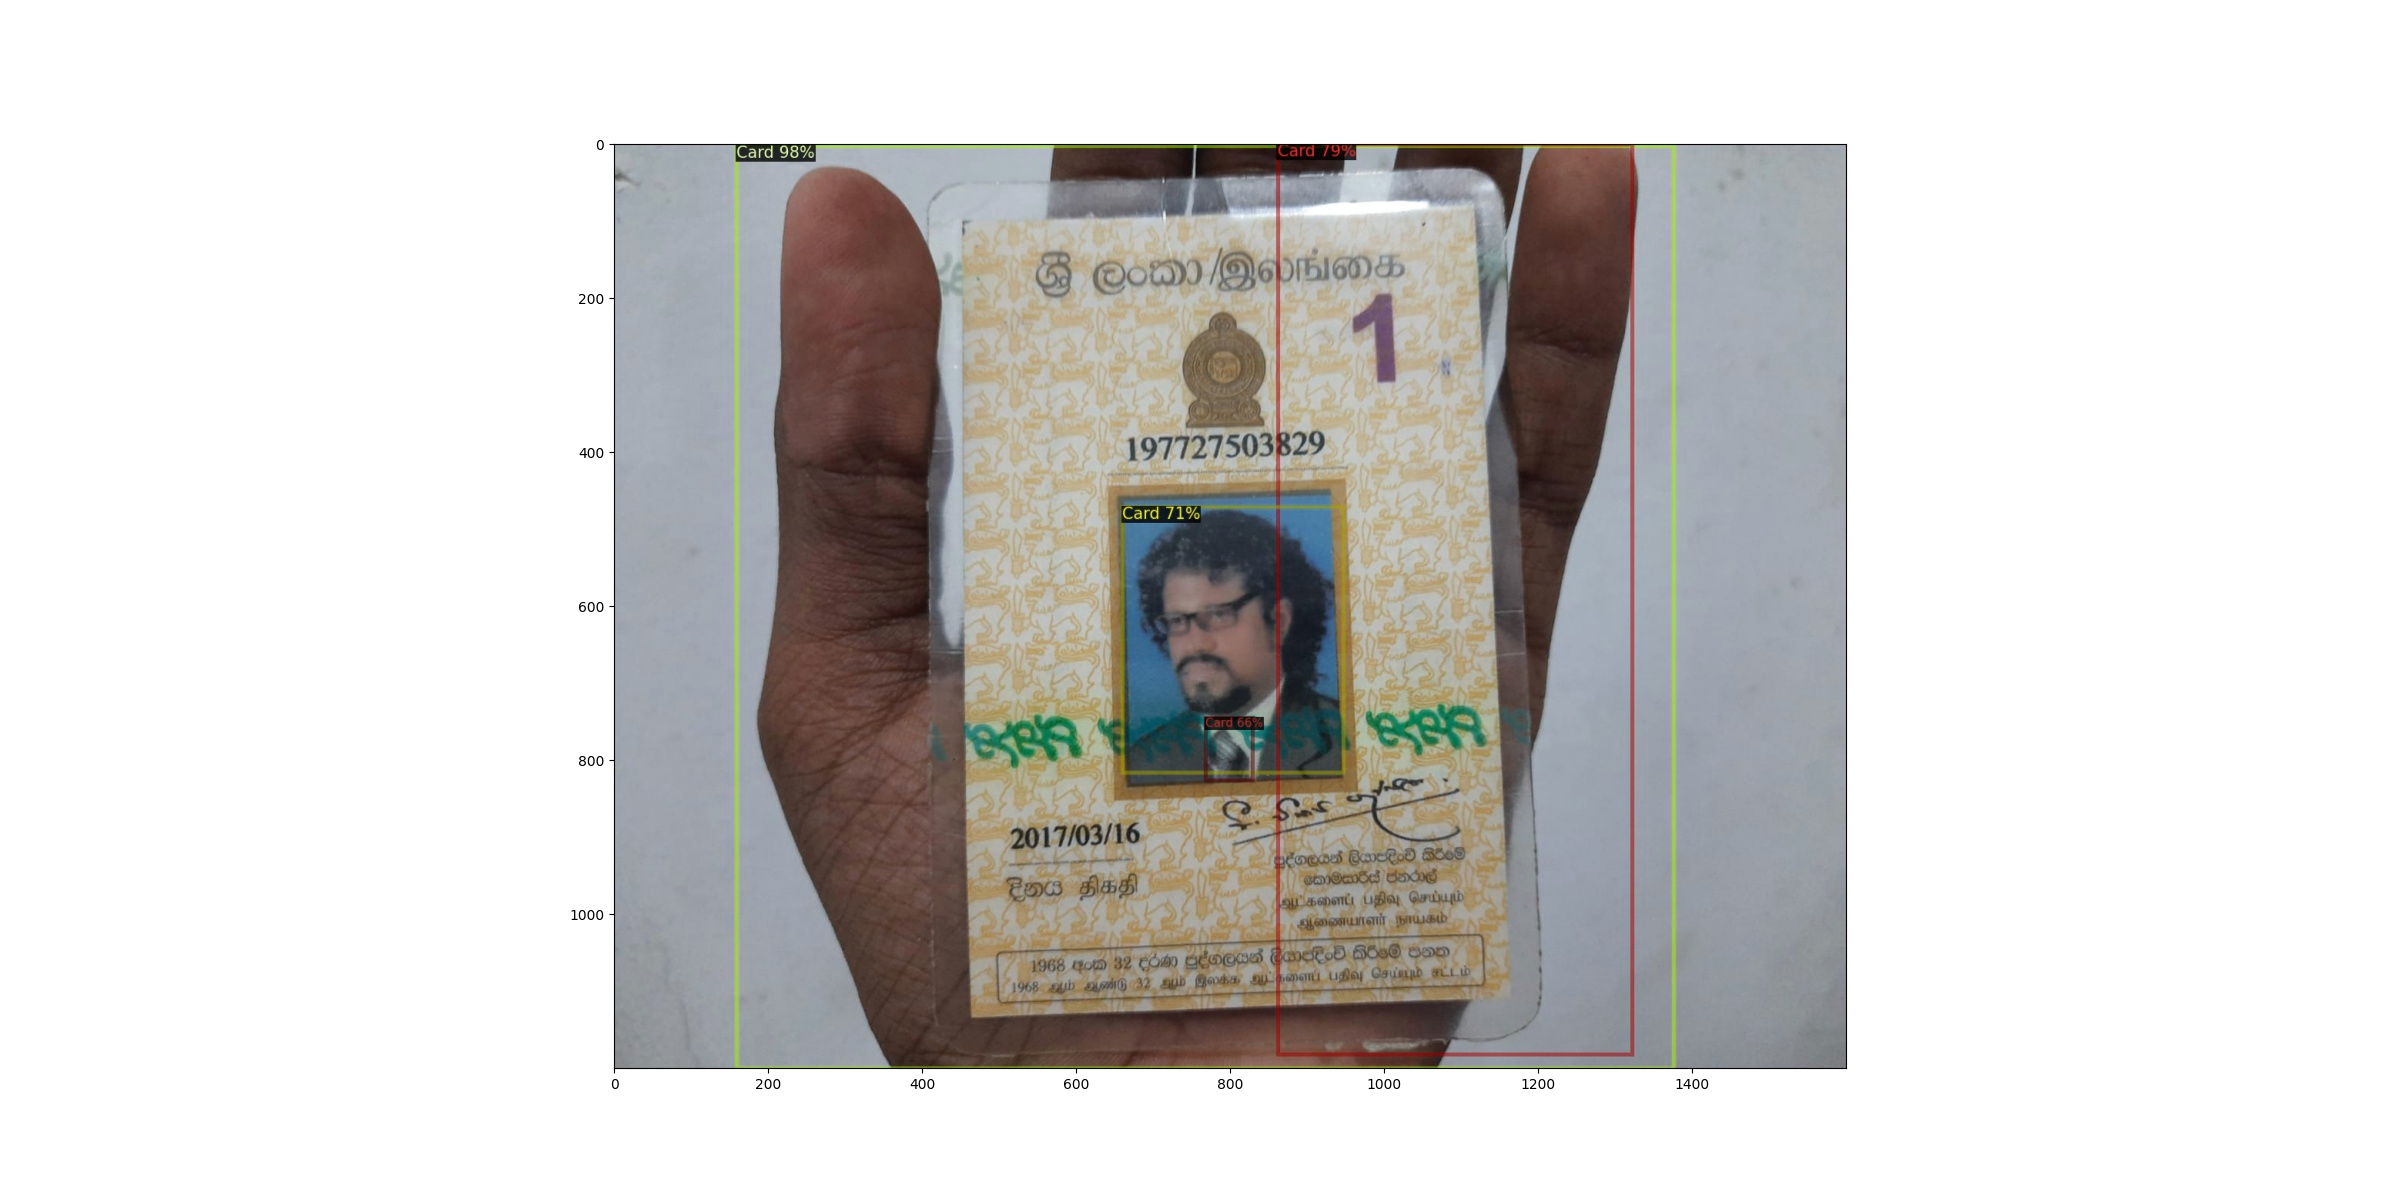 Card 98%
Card 79%
ශ්‍රී ලංකා/இலங்கை
1
N
197727503829
Card 71%
Card 66%
2017/03/16
දිනය திகதி
පුද්ගලයන් ලියාපදිංචි කිරීමේ
කොමසාරිස් ජනරාල්
ஆட்களைப் பதிவு செய்யும்
ஆணையாளர் நாயகம்
1968 අංක 32 දරණ පුද්ගලයන් ලියාපදිංචි කිරීමේ පනත
1968 ஆம் ஆண்டு 32 ஆம் இலக்க ஆட்களைப் பதிவு செய்யும் சட்டம்
0
200
400
600
800
1000
0 200 400 600 800 1000 1200 1400